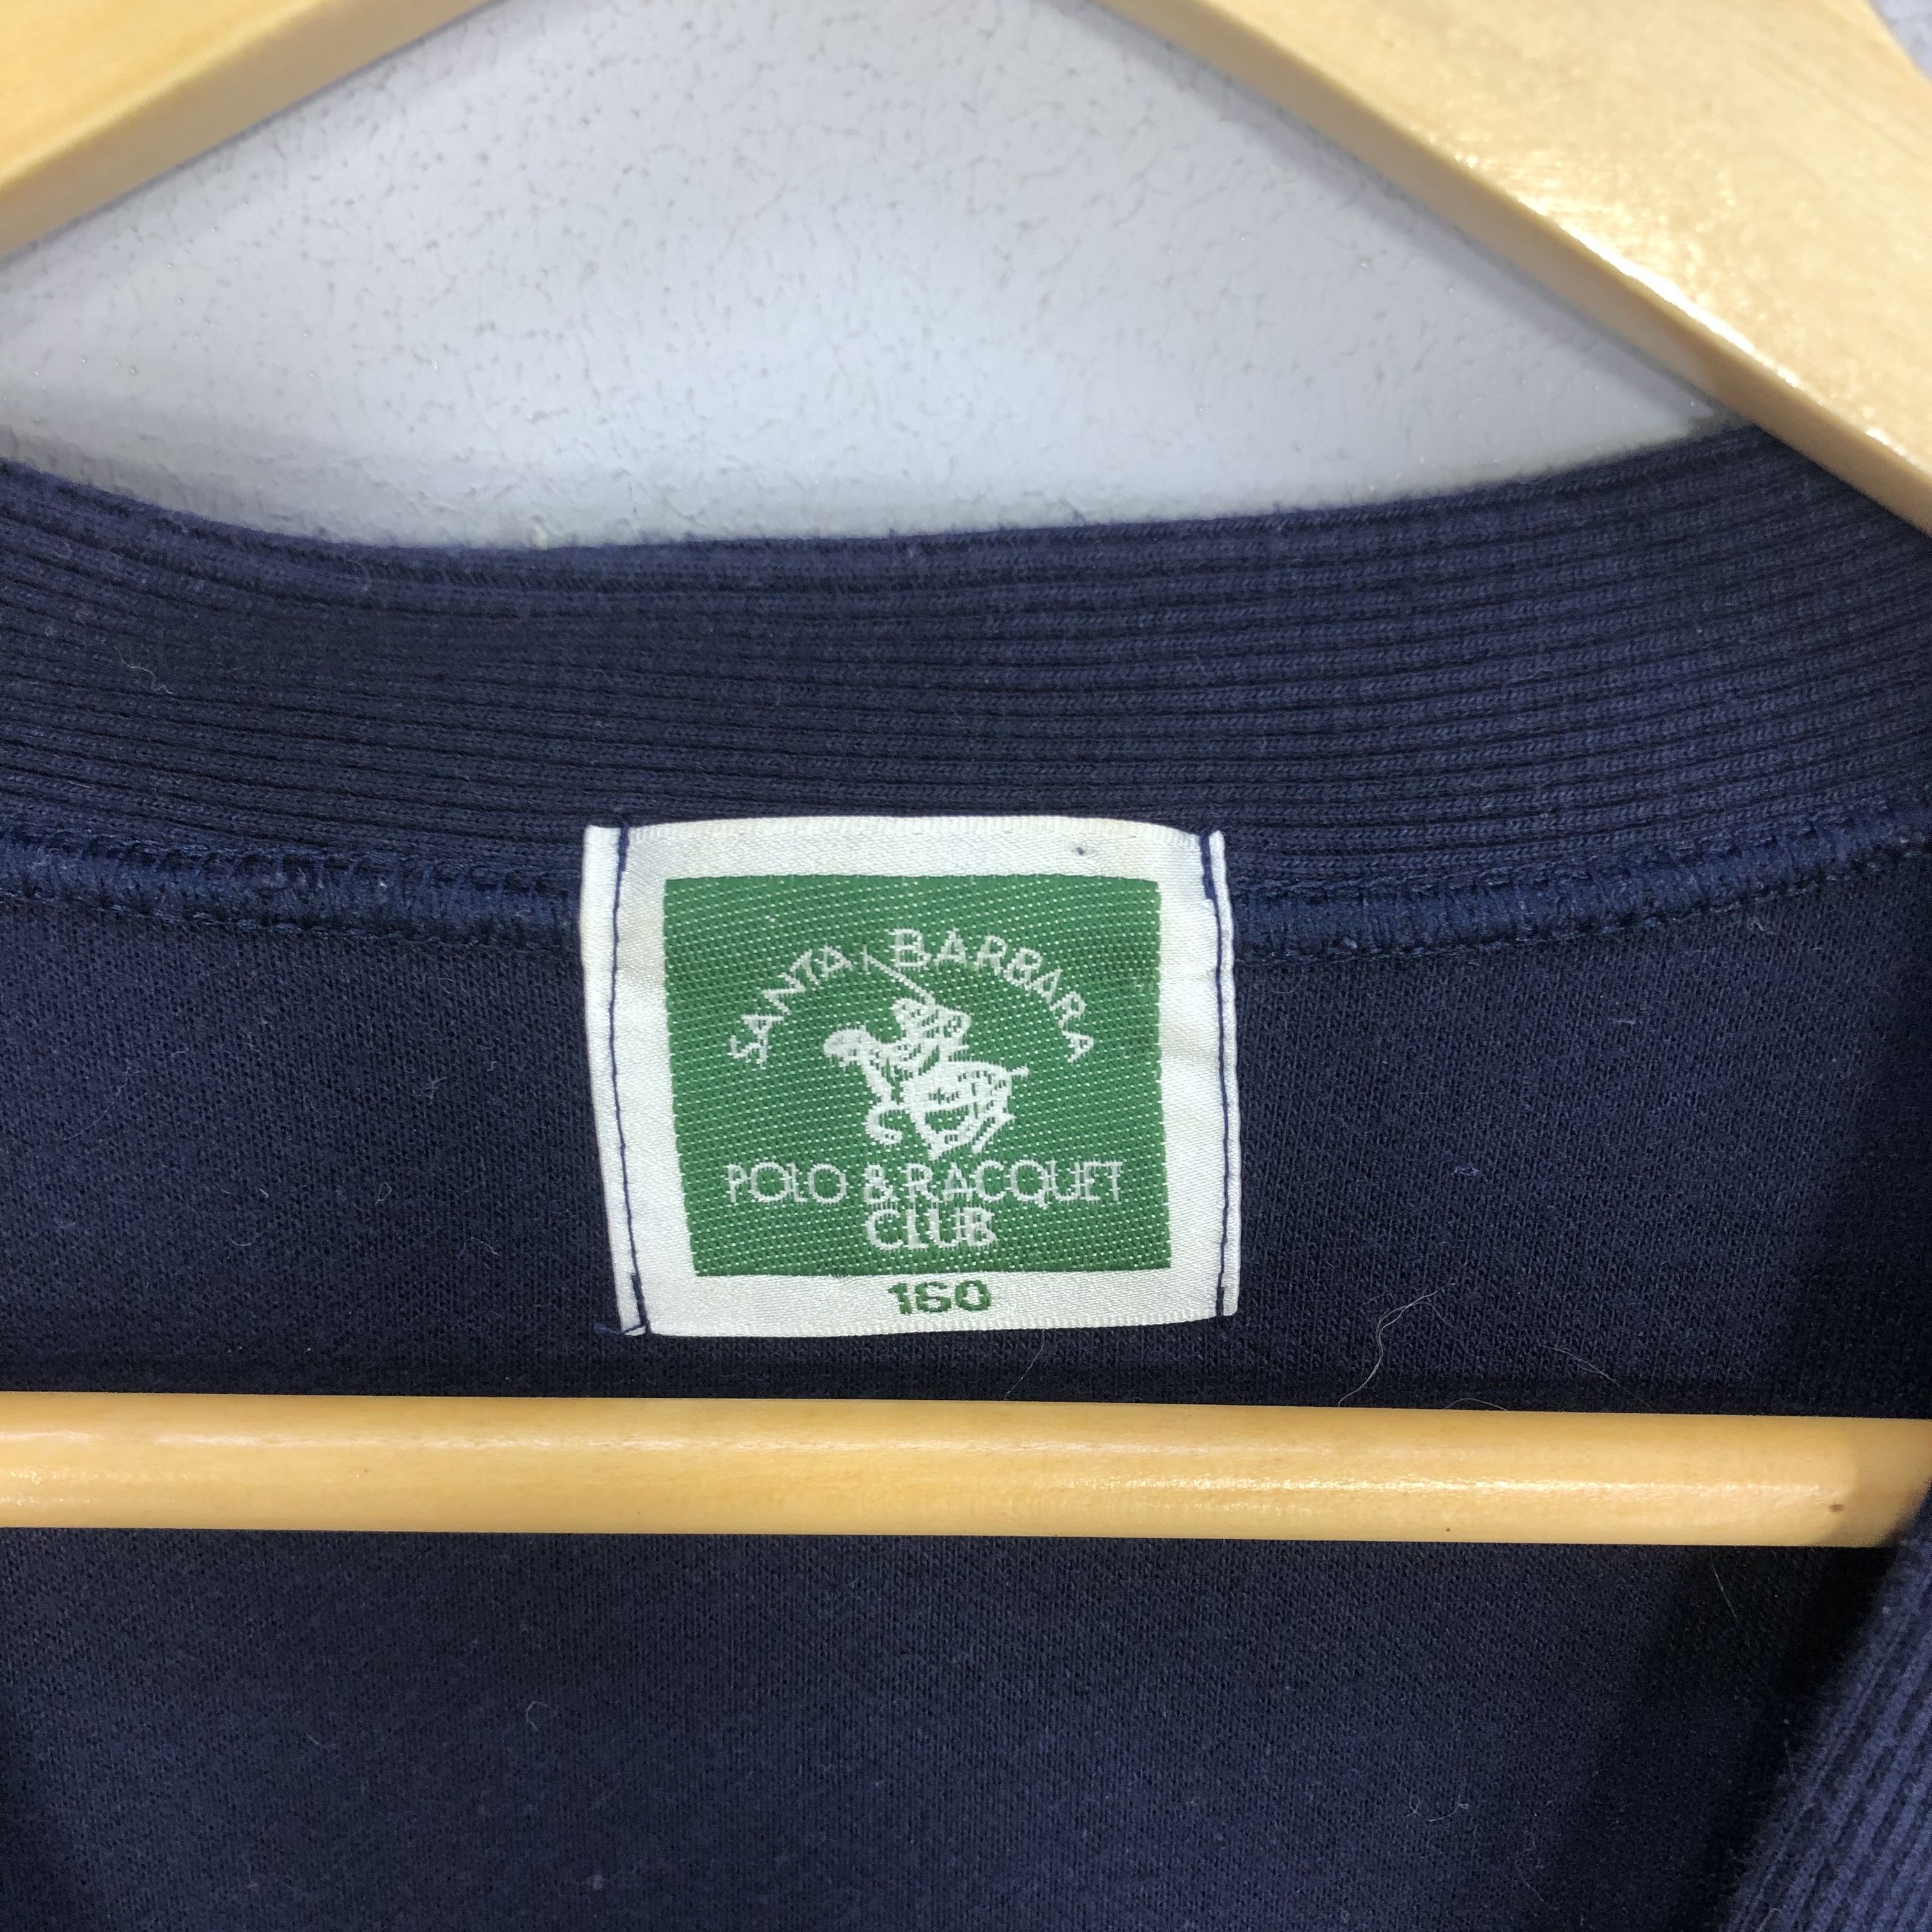 SANTA BARBARA
POLO & RACQUET
CLUB
160